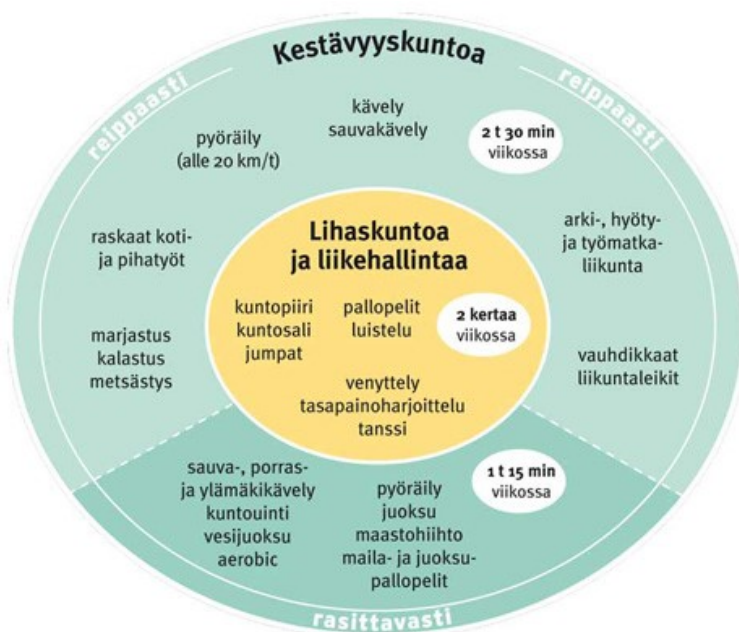 Kestävyyskuntoa
reippaasti
reippaasti
kävely
sauvakävely
2 t 30 min
viikossa
pyöräily
(alle 20 km/t)
raskaat koti-
ja pihatyöt
arki-, hyöty-
ja työmatka-
liikunta
marjastus
kalastus
metsästys
vauhdikkaat
liikuntaleikit
Lihaskuntoa
ja liikehallintaa
kuntopiiri
kuntosali
jumpat
pallopelit
luistelu
2 kertaa
viikossa
venyttely
tasapainoharjoittelu
tanssi
sauva-, porras-
ja ylämäkikävely
kuntouinti
vesijuoksu
aerobic
pyöräily
juoksu
maastohiihto
maila- ja juoksu-
pallopelit
1 t 15 min
viikossa
rasittavasti